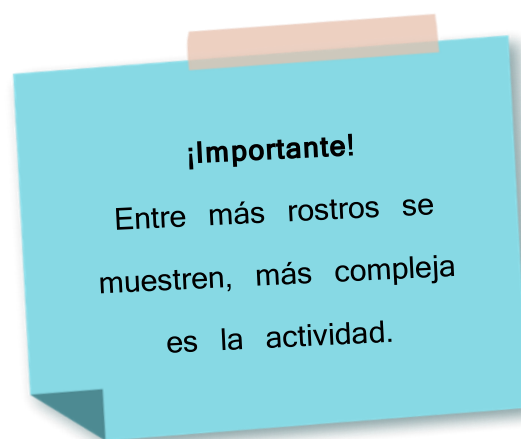 ¡Importante!
Entre más rostros se
muestren, más compleja
es la actividad.